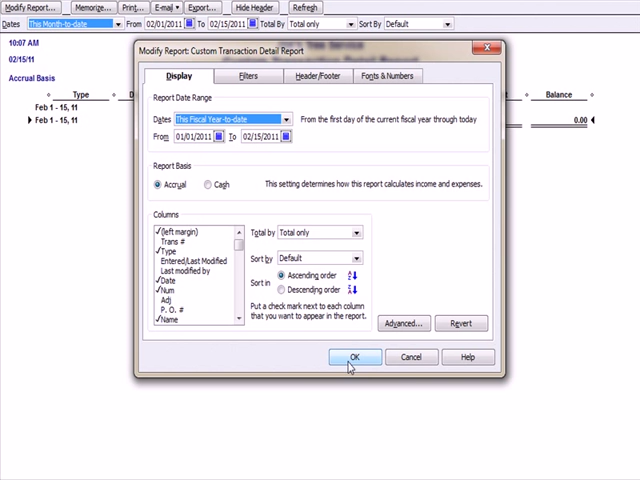 Modify Report... Memorize... Print... E-mail Export... Hide Header Refresh
Dates This Month-to-date From 02/01/2011 To 02/15/2011 Total By Total only Sort By Default
10:07 AM
02/15/11
Accrual Basis
Type Balance
Feb 1 - 15, 11
Feb 1 - 15, 11 0.00
Modify Report: Custom Transaction Detail Report
Display Filters Header/Footer Fonts & Numbers
Report Date Range
Dates This Fiscal Year-to-date From the first day of the current fiscal year through today
From 01/01/2011 To 02/15/2011
Report Basis
Accrual Cash This setting determines how this report calculates income and expenses.
Columns
(left margin)
Trans #
Type
Entered/Last Modified
Last modified by
Date
Num
Adj
P. O. #
Name
Total by Total only
Sort by Default
Sort in Ascending order
Descending order
Put a check mark next to each column
that you want to appear in the report.
Advanced... Revert
OK Cancel Help